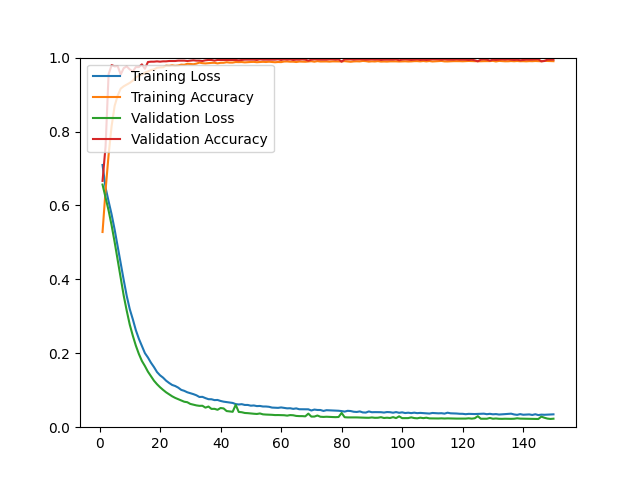 1.0
0.8
0.6
0.4
0.2
0.0
Training Loss
Training Accuracy
Validation Loss
Validation Accuracy
0 20 40 60 80 100 120 140